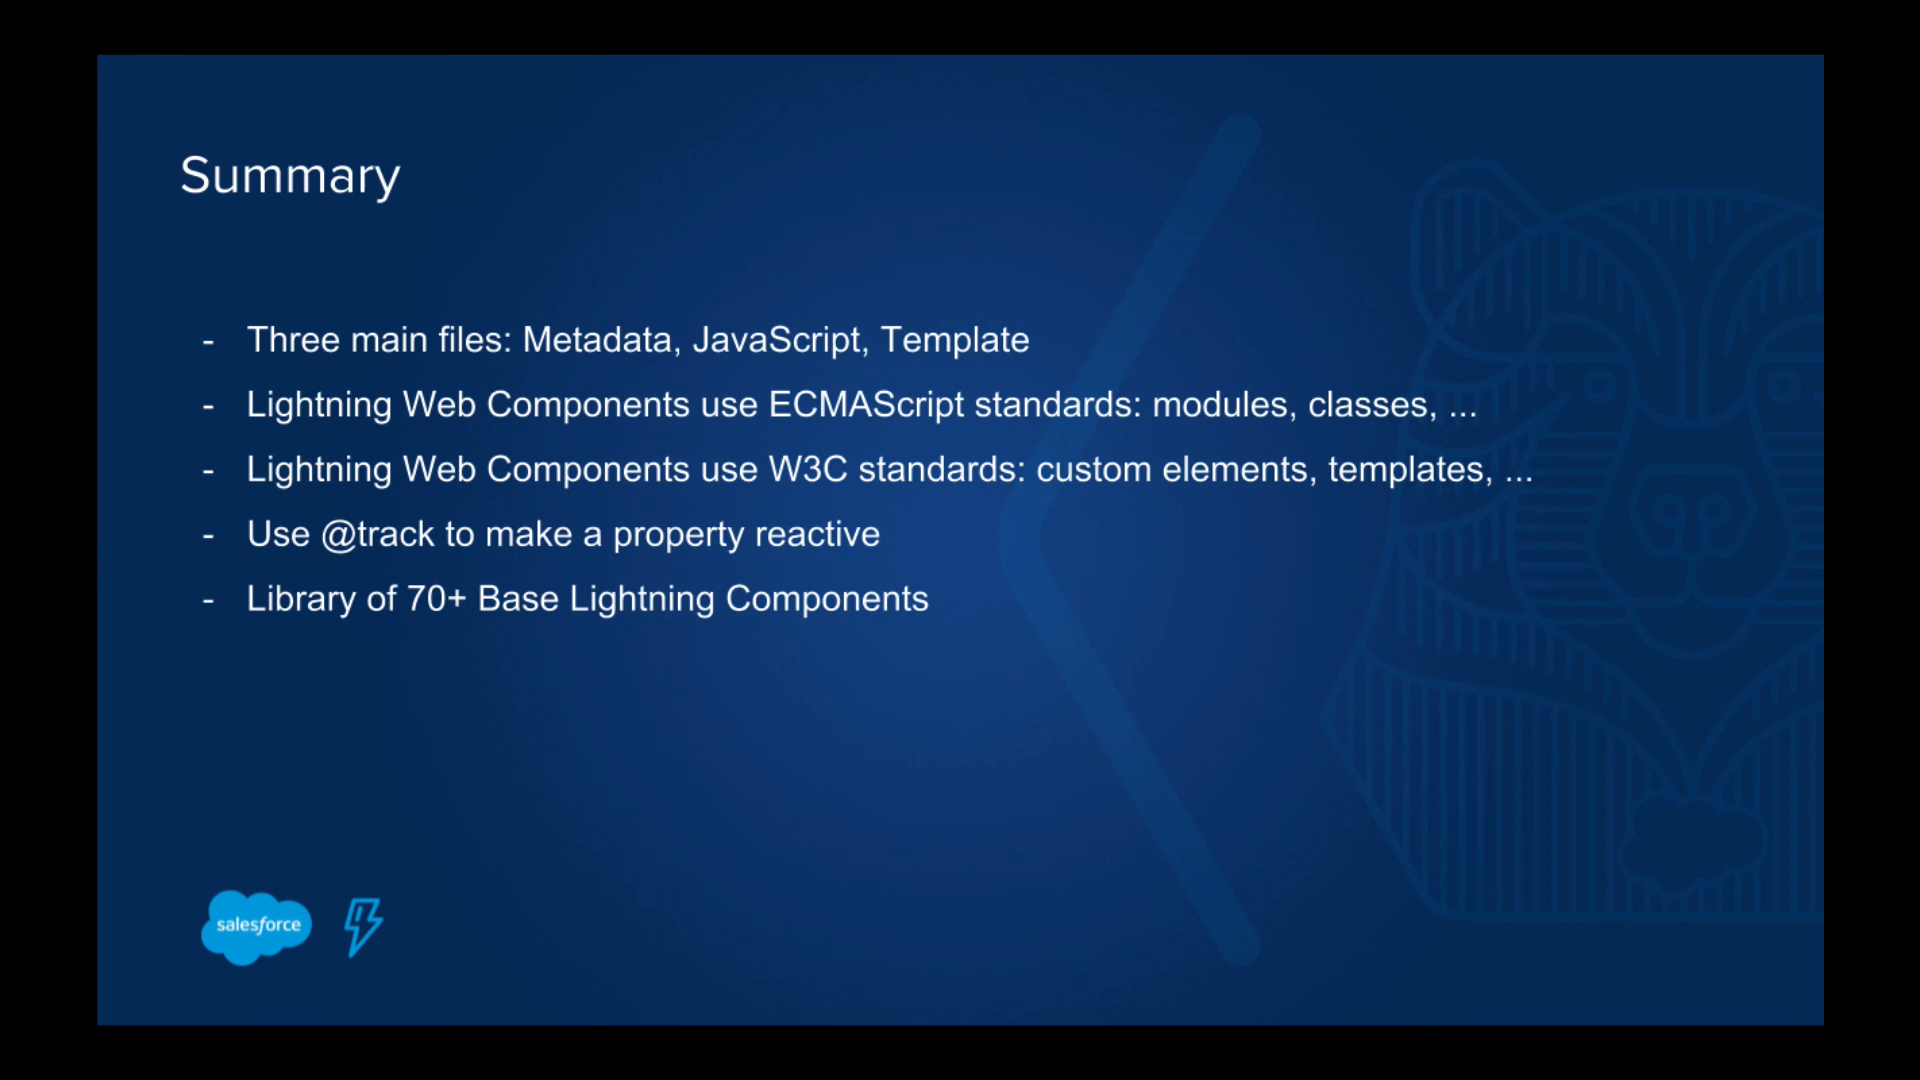 Summary
- Three main files: Metadata, JavaScript, Template
- Lightning Web Components use ECMAScript standards: modules, classes, ...
- Lightning Web Components use W3C standards: custom elements, templates, ...
- Use @track to make a property reactive
- Library of 70+ Base Lightning Components
salesforce